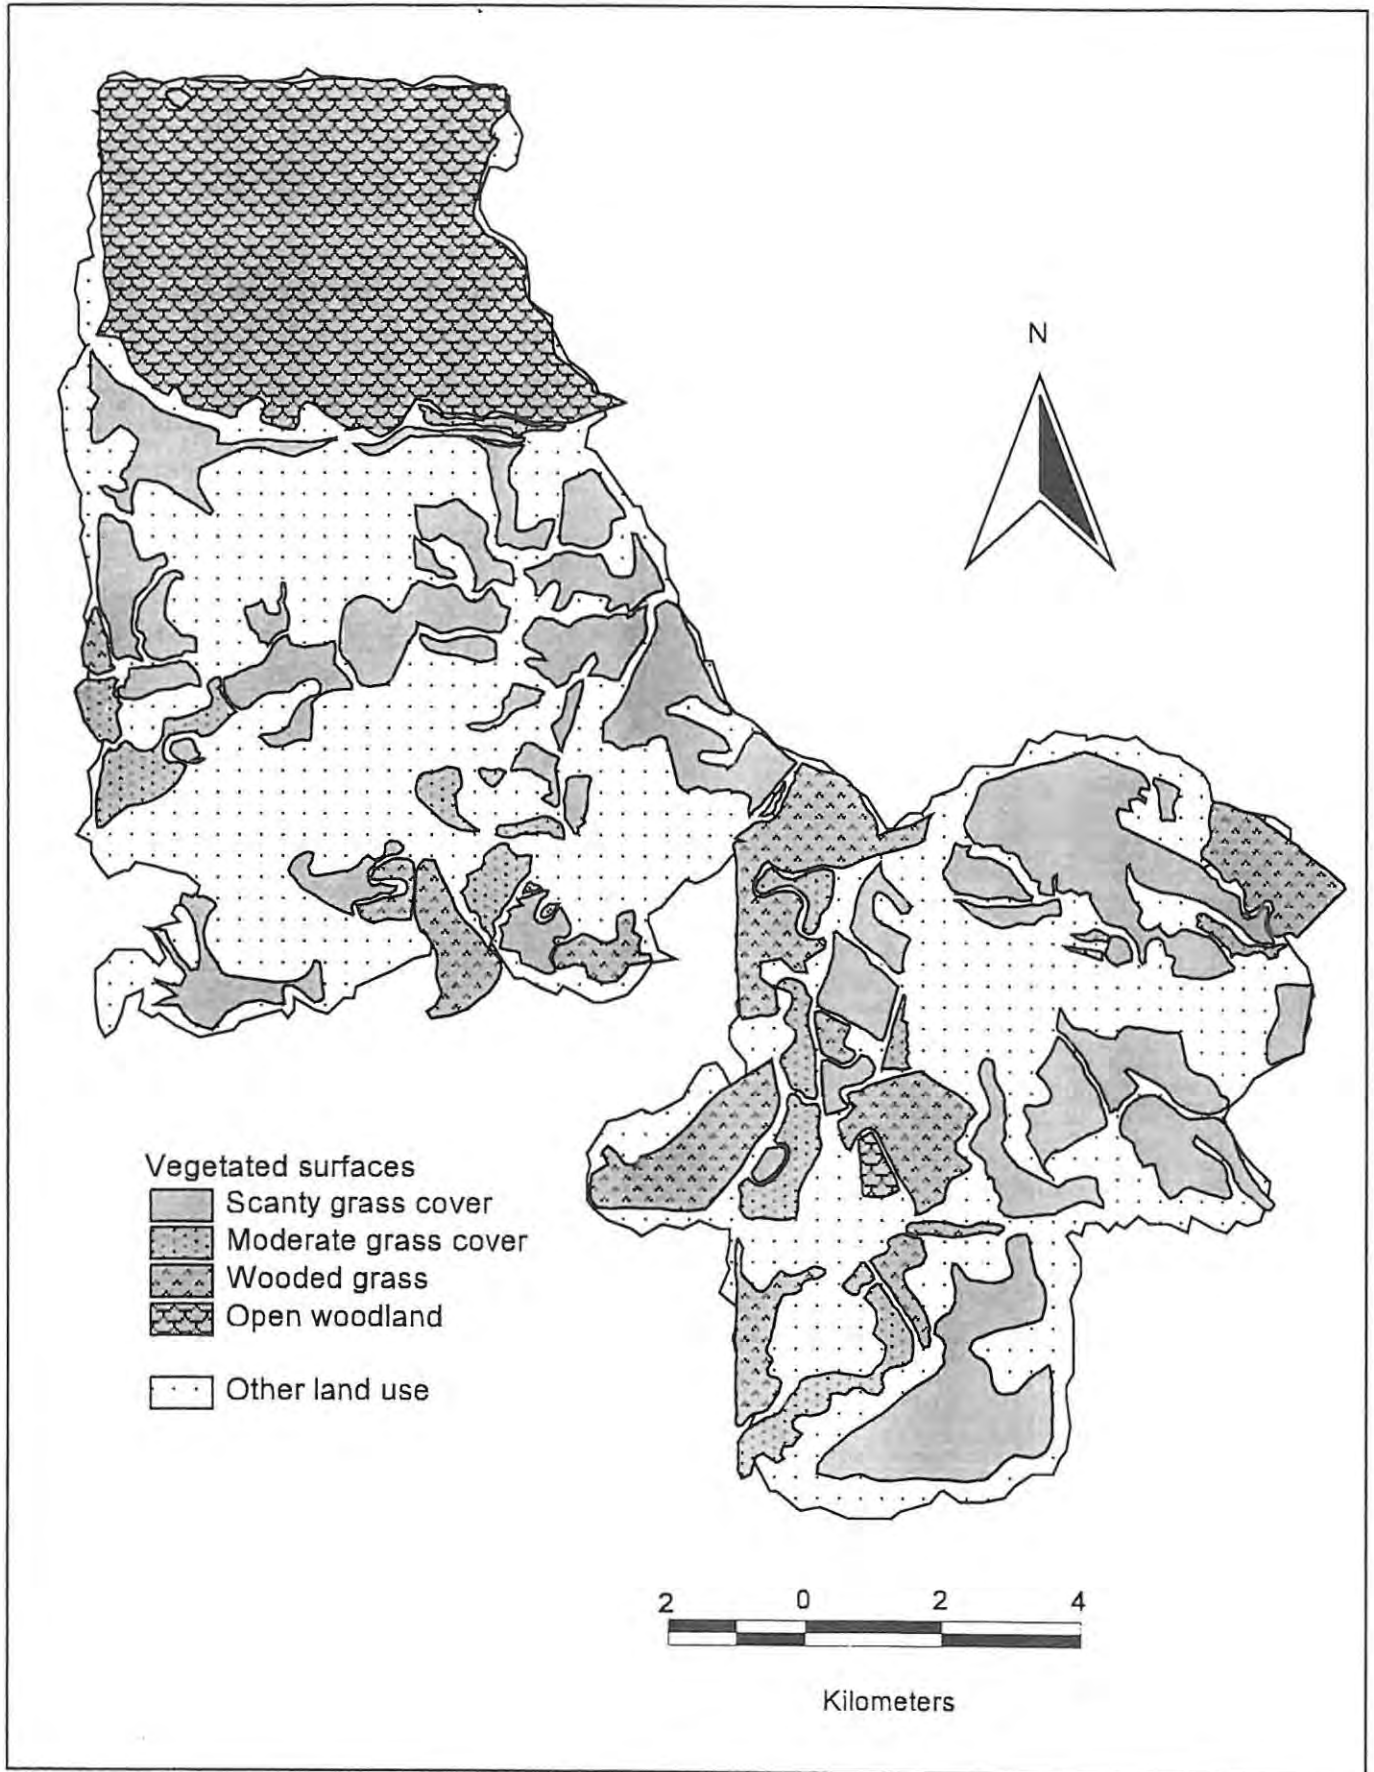 N
Vegetated surfaces
Scanty grass cover
Moderate grass cover
Wooded grass
Open woodland
Other land use
2 0 2 4
Kilometers